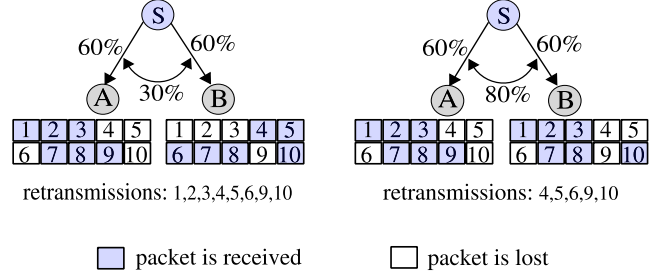 S S
60% 60% 60% 60%
30% 80%
A B A B
1 2 3 4 5 1 2 3 4 5 1 2 3 4 5 1 2 3 4 5
6 7 8 9 10 6 7 8 9 10 6 7 8 9 10 6 7 8 9 10
retransmissions: 1,2,3,4,5,6,9,10 retransmissions: 4,5,6,9,10
packet is received packet is lost